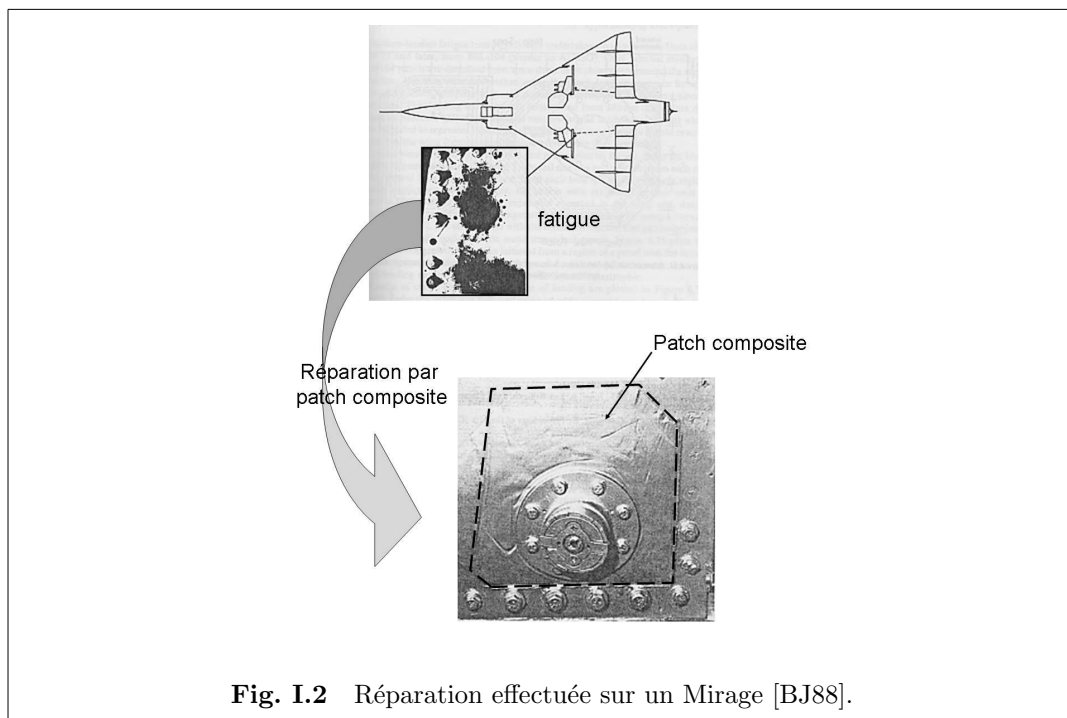 fatigue
Patch composite
Réparation par
patch composite
Fig. I.2 Réparation effectuée sur un Mirage [BJ88].